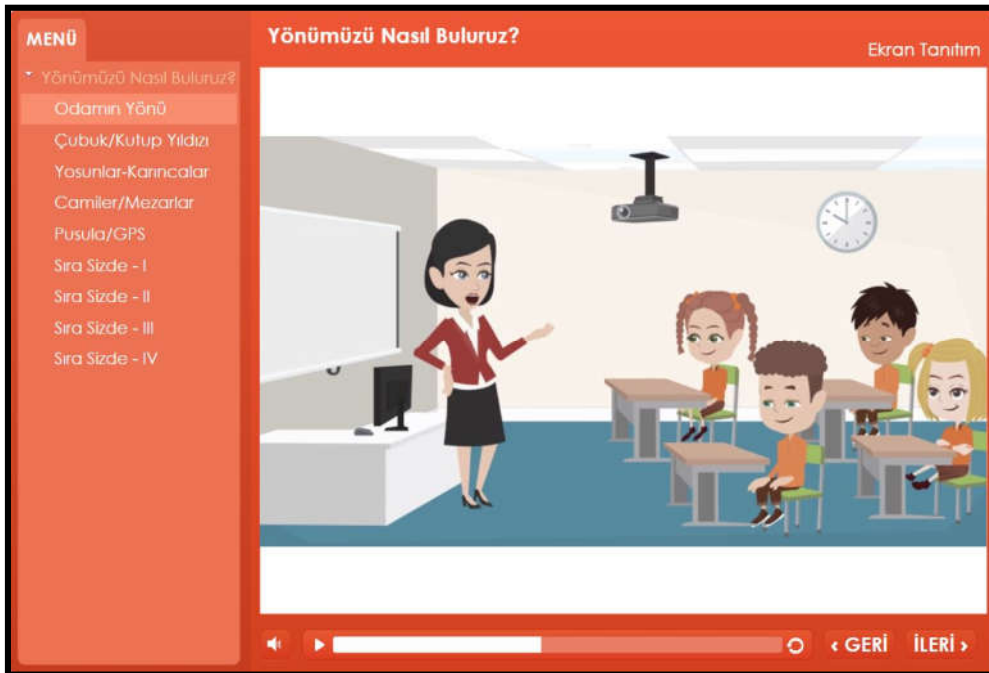 MENÜ
Yönümüzü Nasıl Buluruz?
Odamın Yönü
Çubuk/Kutup Yıldızı
Yosunlar-Karıncalar
Camiler/Mezarlar
Pusula/GPS
Sıra Sizde - I
Sıra Sizde - II
Sıra Sizde - III
Sıra Sizde - IV
Yönümüzü Nasıl Buluruz?
Ekran Tanıtım
‹ GERİ
İLERİ ›